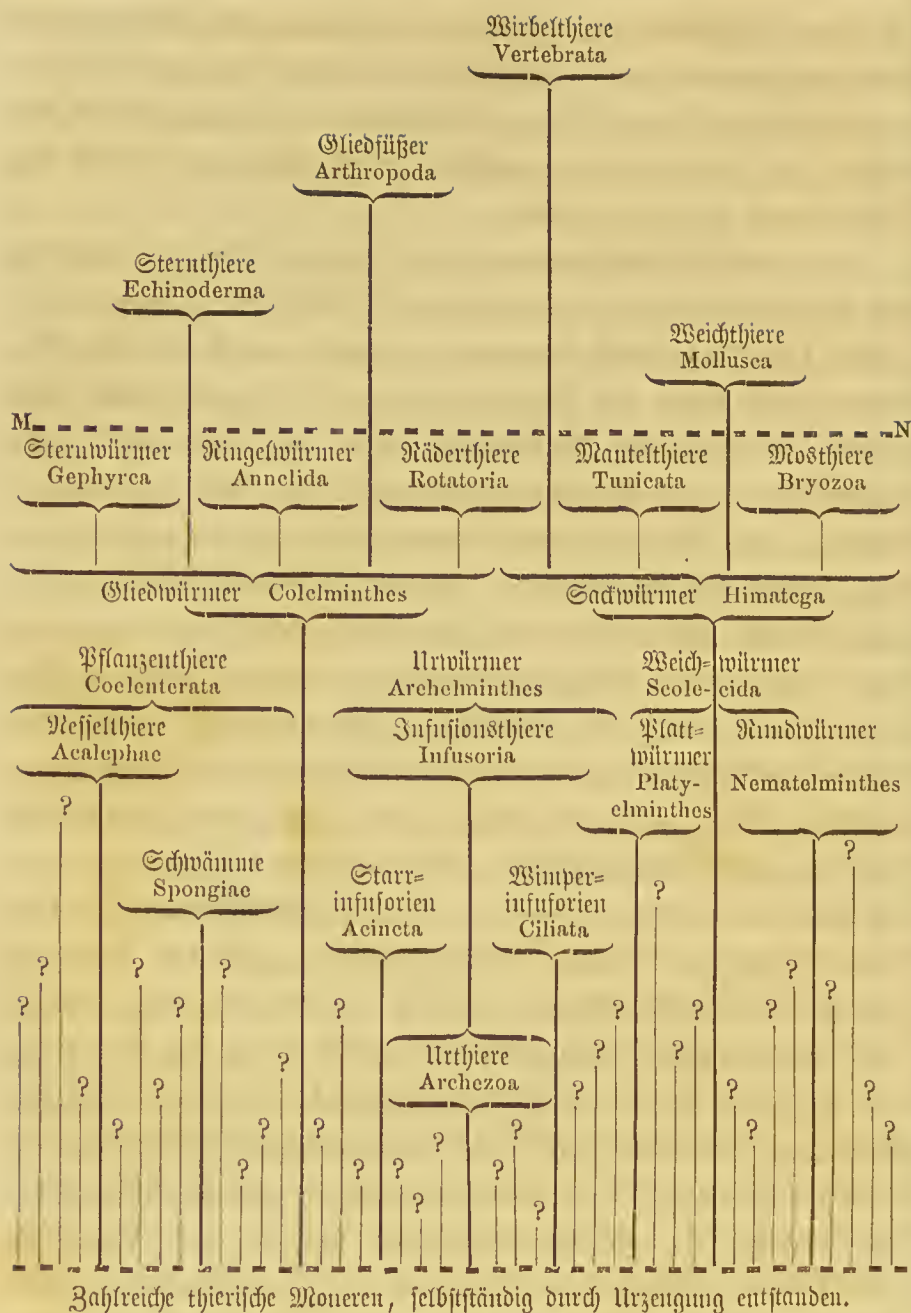 Wirbelthiere
Vertebrata
Gliedfüßer
Arthropoda
Sternthiere
Echinoderma
Weichthiere
Mollusca
M N
Sternwürmer Ringelwürmer Räderthiere Mantelthiere Mosthiere
Gephyrea Annelida Rotatoria Tunicata Bryozoa
Gliedwürmer Colelminthes Sackwürmer Himatega
Pflanzenthiere Urwürmer Weich=würmer
Coelenterata Archelminthes Scole-cida
Nesselthiere Infusionsthiere Platt= Rundwürmer
Acalephae Infusoria würmer
Platy- Nematelminthes
elminthes
? ?
Schwämme Starr= Wimper=
Spongiae infusorien infusorien ?
Acineta Ciliata
? ? ? ? ?
? ? ? ? ? ? ? ?
Urthiere
? ? ? ?
Archezoa
? ? ? ? ? ?
? ? ? ? ? ?
? ? ? ? ?
? ?
Zahlreiche thierische Moneren, selbstständig durch Urzeugung entstanden.